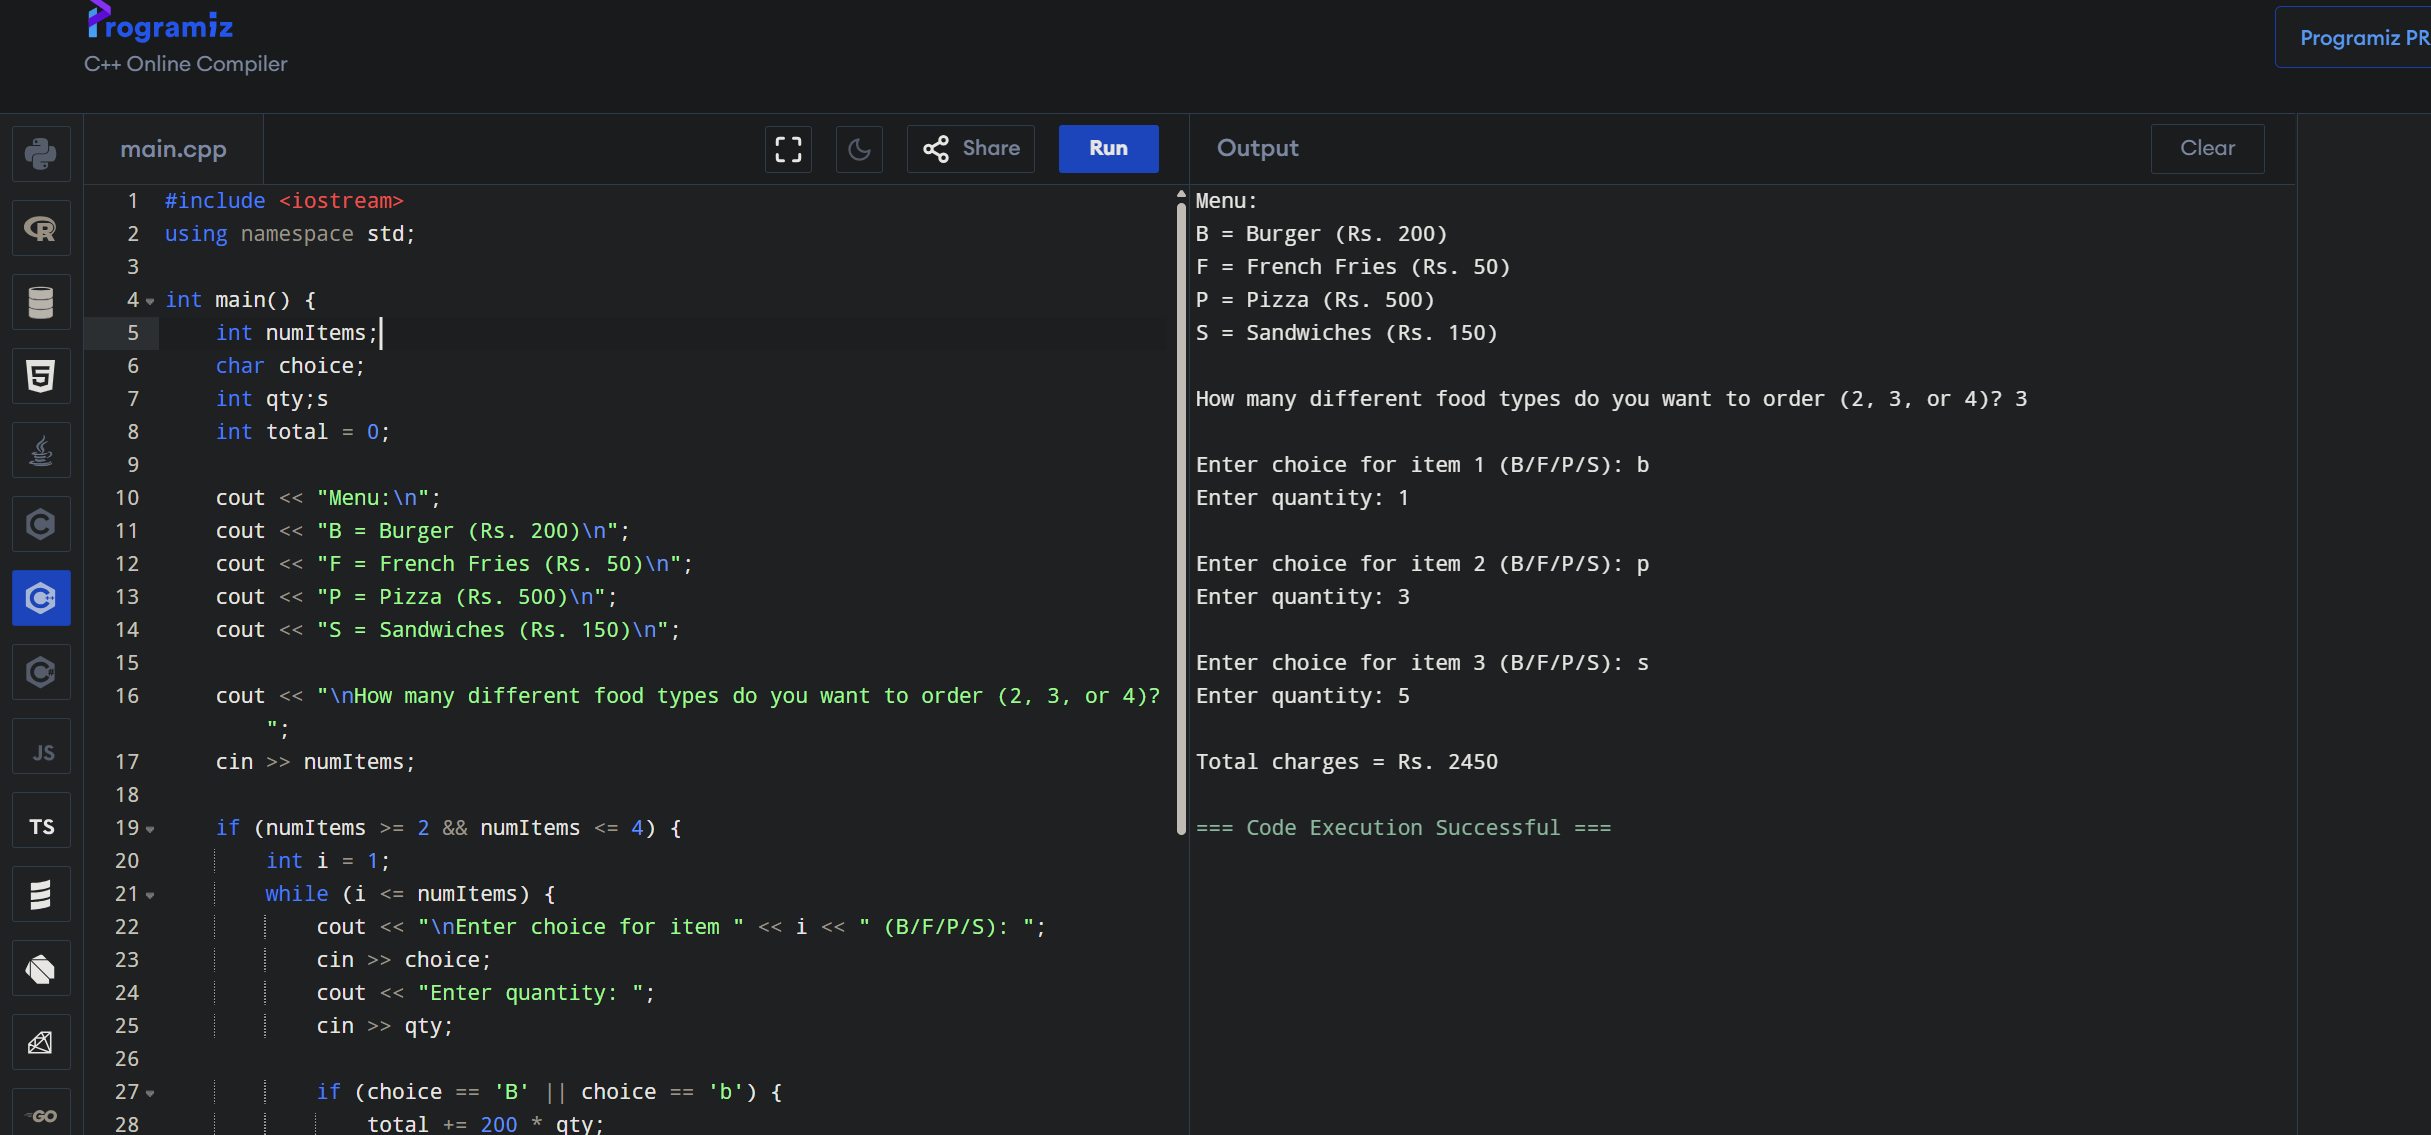 Programiz
C++ Online Compiler
Programiz PR
main.cpp
Share
Run
Output
Clear
1 #include <iostream>
2 using namespace std;
3
4 int main() {
5     int numItems;
6     char choice;
7     int qty;s
8     int total = 0;
9
10     cout << "Menu:\n";
11     cout << "B = Burger (Rs. 200)\n";
12     cout << "F = French Fries (Rs. 50)\n";
13     cout << "P = Pizza (Rs. 500)\n";
14     cout << "S = Sandwiches (Rs. 150)\n";
15
16     cout << "\nHow many different food types do you want to order (2, 3, or 4)?
";
17     cin >> numItems;
18
19     if (numItems >= 2 && numItems <= 4) {
20         int i = 1;
21         while (i <= numItems) {
22             cout << "\nEnter choice for item " << i << " (B/F/P/S): ";
23             cin >> choice;
24             cout << "Enter quantity: ";
25             cin >> qty;
26
27             if (choice == 'B' || choice == 'b') {
28                 total += 200 * qty;
Menu:
B = Burger (Rs. 200)
F = French Fries (Rs. 50)
P = Pizza (Rs. 500)
S = Sandwiches (Rs. 150)
How many different food types do you want to order (2, 3, or 4)? 3
Enter choice for item 1 (B/F/P/S): b
Enter quantity: 1
Enter choice for item 2 (B/F/P/S): p
Enter quantity: 3
Enter choice for item 3 (B/F/P/S): s
Enter quantity: 5
Total charges = Rs. 2450
=== Code Execution Successful ===
R
5
C
C
C
JS
TS
GO